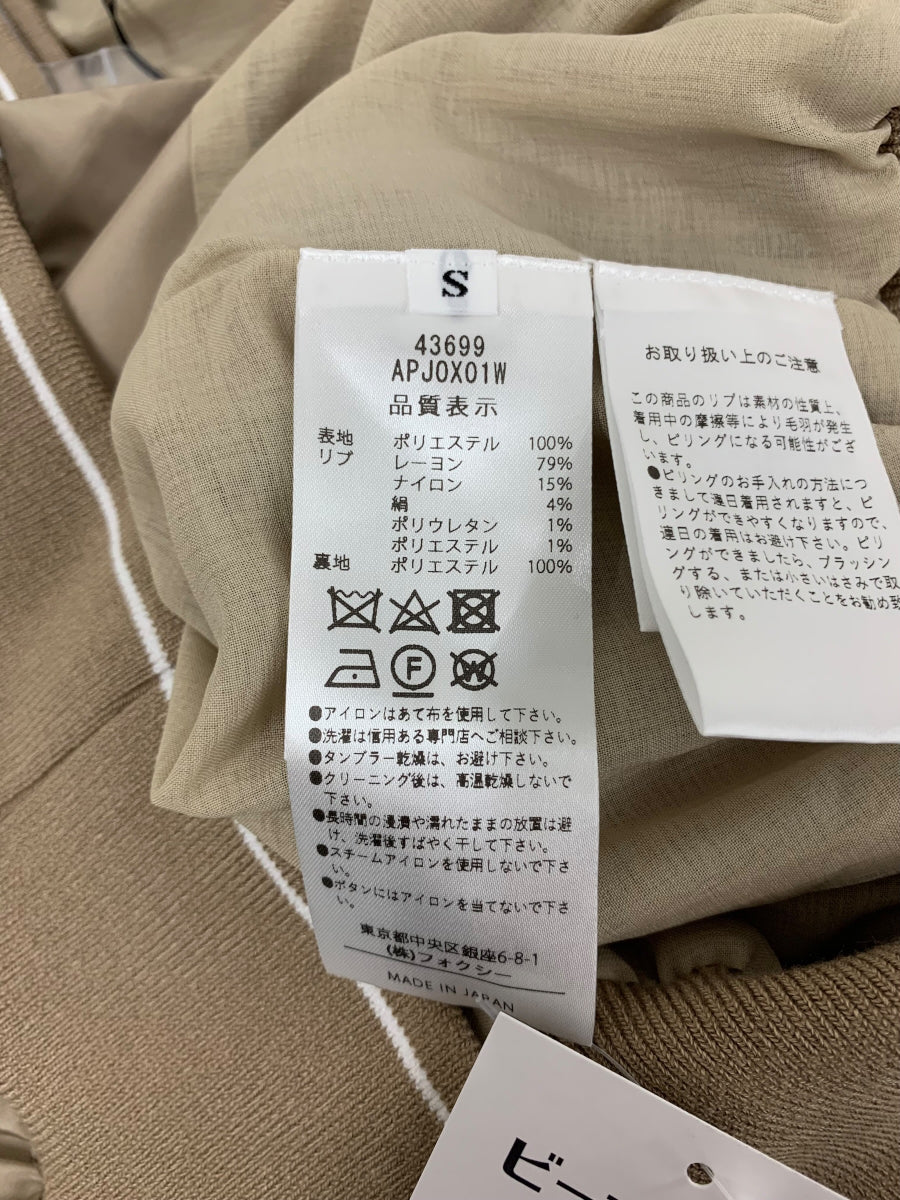 S
43699
APJ0X01W
品質表示
表地 ポリエステル 100%
リブ レーヨン 79%
ナイロン 15%
絹 4%
ポリウレタン 1%
ポリエステル 1%
裏地 ポリエステル 100%
F
W
●アイロンはあて布を使用して下さい。
●洗濯は信用ある専門店へご相談下さい。
●タンブラー乾燥は、お避け下さい。
●クリーニング後は、高温乾燥しないで
下さい。
●長時間の浸漬や濡れたままの放置は避
け、洗濯後すばやく干して下さい。
●スチームアイロンを使用しないで下さ
い。
●ボタンにはアイロンを当てないで下さ
い。
東京都中央区銀座6-8-1
(株)フォクシー
MADE IN JAPAN
お取り扱い上のご注意
この商品のリブは素材の性質上、
着用中の摩擦等により毛羽が発生
し、ピリングになる可能性がござ
います。
●ピリングのお手入れの方法につ
きまして連日着用されますと、ピ
リングができやすくなりますので、
連日の着用はお避け下さい。ピリ
ングができましたら、ブラッシン
グする、または小さいはさみで取
り除いていただくことをお勧め致
します。
ビー